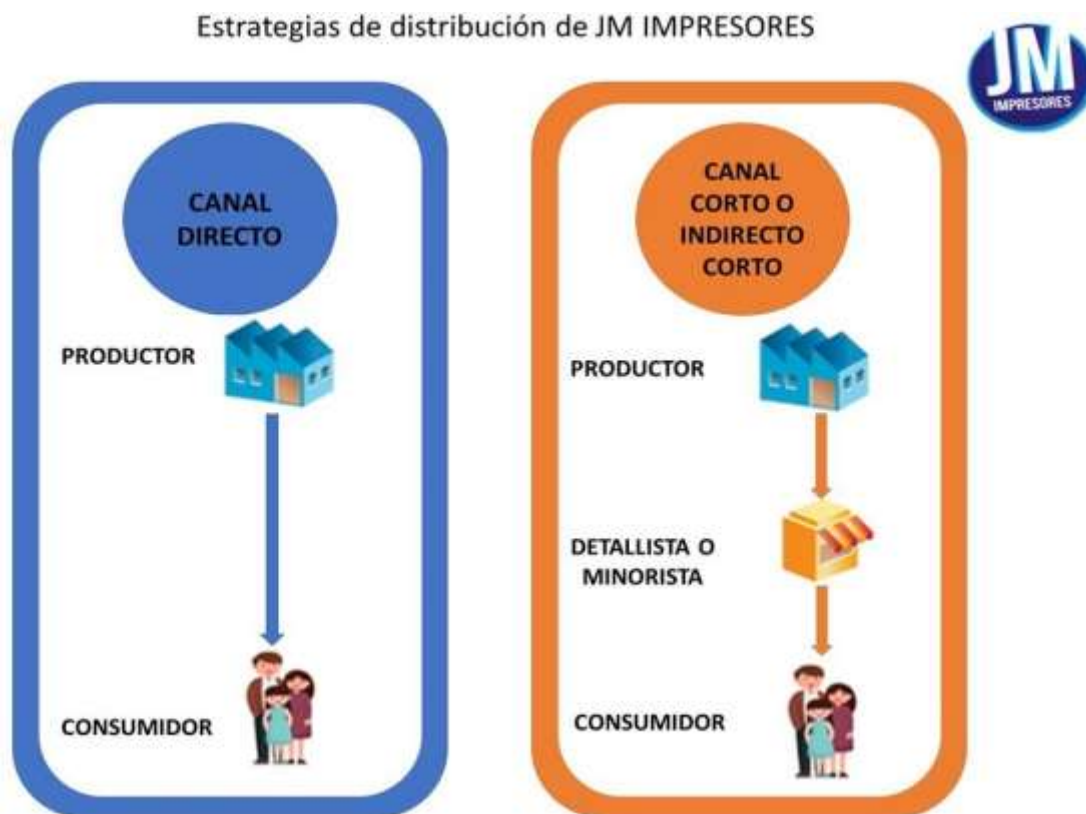 Estrategias de distribución de JM IMPRESORES
JM
IMPRESORES
CANAL
DIRECTO
PRODUCTOR
CONSUMIDOR
CANAL
CORTO O
INDIRECTO
CORTO
PRODUCTOR
DETALLISTA O
MINORISTA
CONSUMIDOR